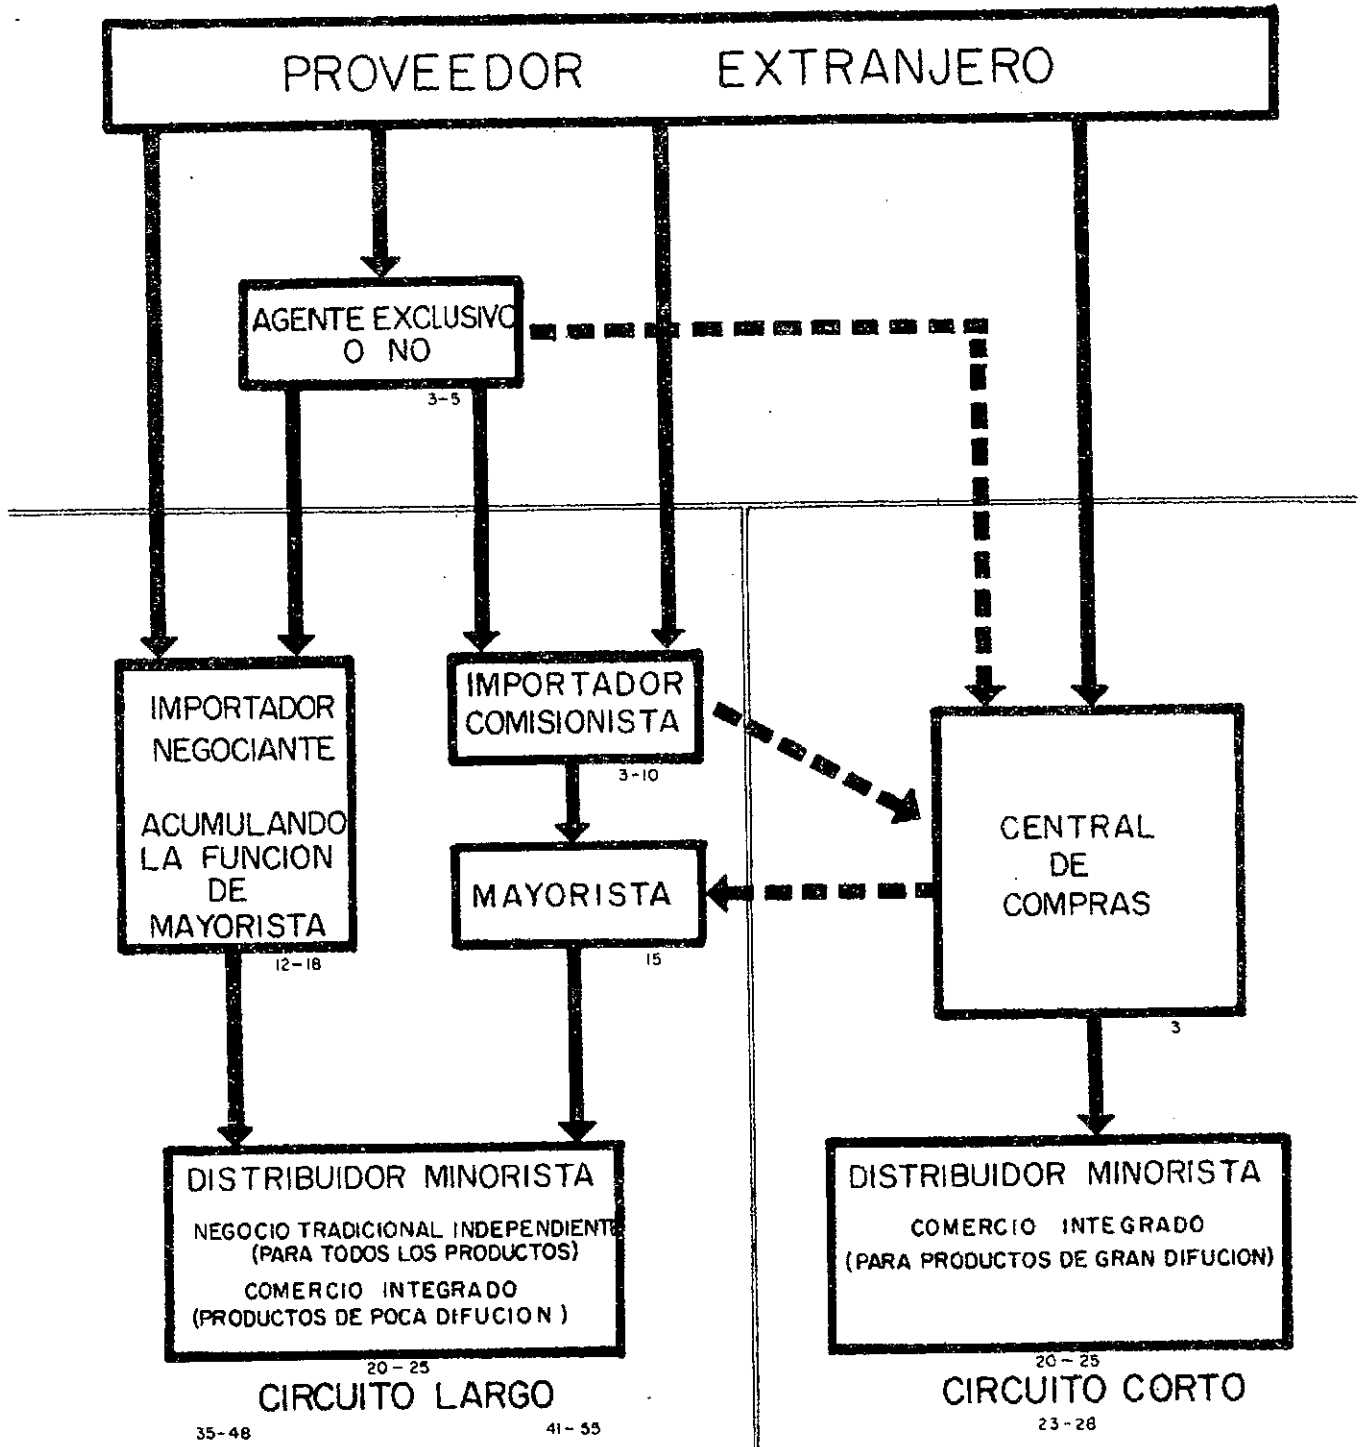 PROVEEDOR EXTRANJERO
AGENTE EXCLUSIVO
O NO
3-5
IMPORTADOR
NEGOCIANTE
ACUMULANDO
LA FUNCION
DE
MAYORISTA
12-18
IMPORTADOR
COMISIONISTA
3-10
MAYORISTA
15
CENTRAL
DE
COMPRAS
3
DISTRIBUIDOR MINORISTA
NEGOCIO TRADICIONAL INDEPENDIENTE
(PARA TODOS LOS PRODUCTOS)
COMERCIO INTEGRADO
(PRODUCTOS DE POCA DIFUCION)
20-25
CIRCUITO LARGO
35-48
41-55
DISTRIBUIDOR MINORISTA
COMERCIO INTEGRADO
(PARA PRODUCTOS DE GRAN DIFUCION)
20-25
CIRCUITO CORTO
23-28